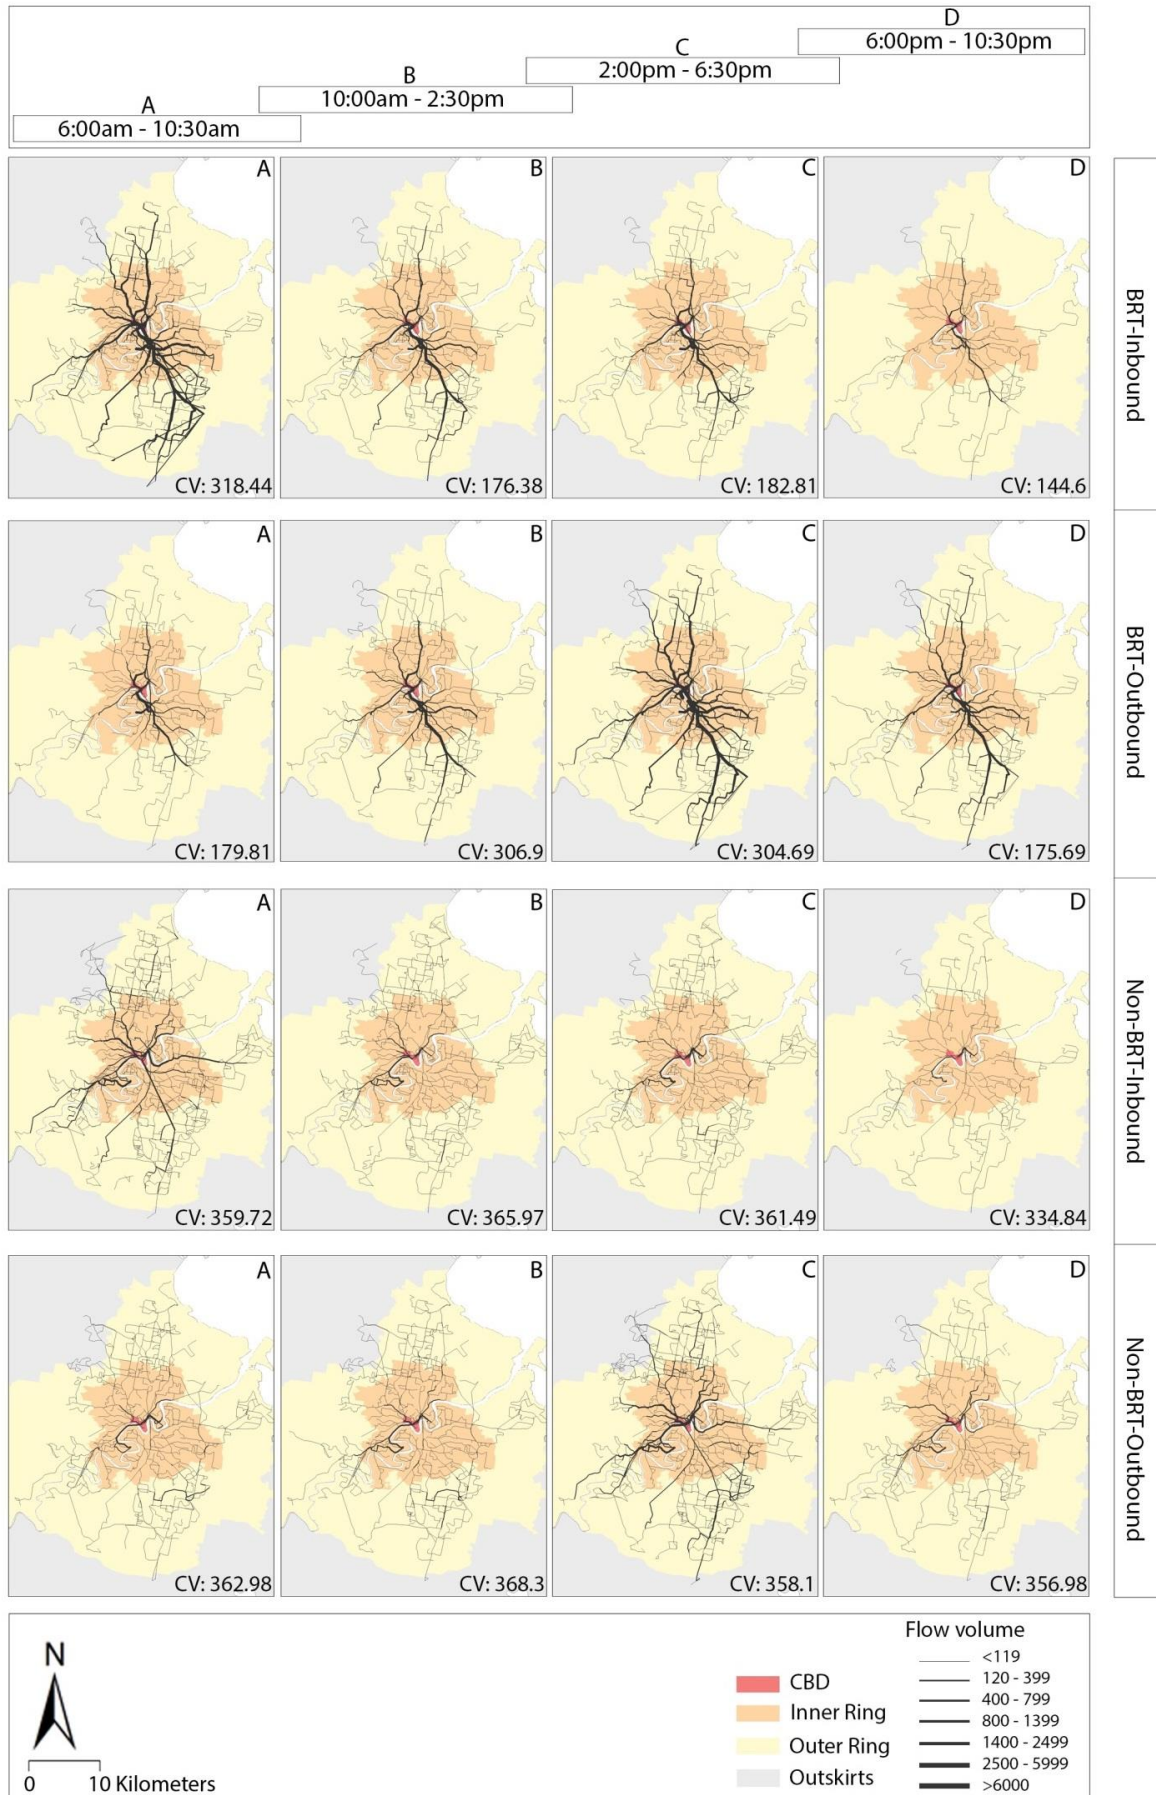 D
6:00pm - 10:30pm
C
2:00pm - 6:30pm
B
10:00am - 2:30pm
A
6:00am - 10:30am
A
B
C
D
BRT-Inbound
CV: 318.44
CV: 176.38
CV: 182.81
CV: 144.6
A
B
C
D
BRT-Outbound
CV: 179.81
CV: 306.9
CV: 304.69
CV: 175.69
A
B
C
D
Non-BRT-Inbound
CV: 359.72
CV: 365.97
CV: 361.49
CV: 334.84
A
B
C
D
Non-BRT-Outbound
CV: 362.98
CV: 368.3
CV: 358.1
CV: 356.98
N
0 10 Kilometers
CBD
Inner Ring
Outer Ring
Outskirts
Flow volume
<119
120 - 399
400 - 799
800 - 1399
1400 - 2499
2500 - 5999
>6000